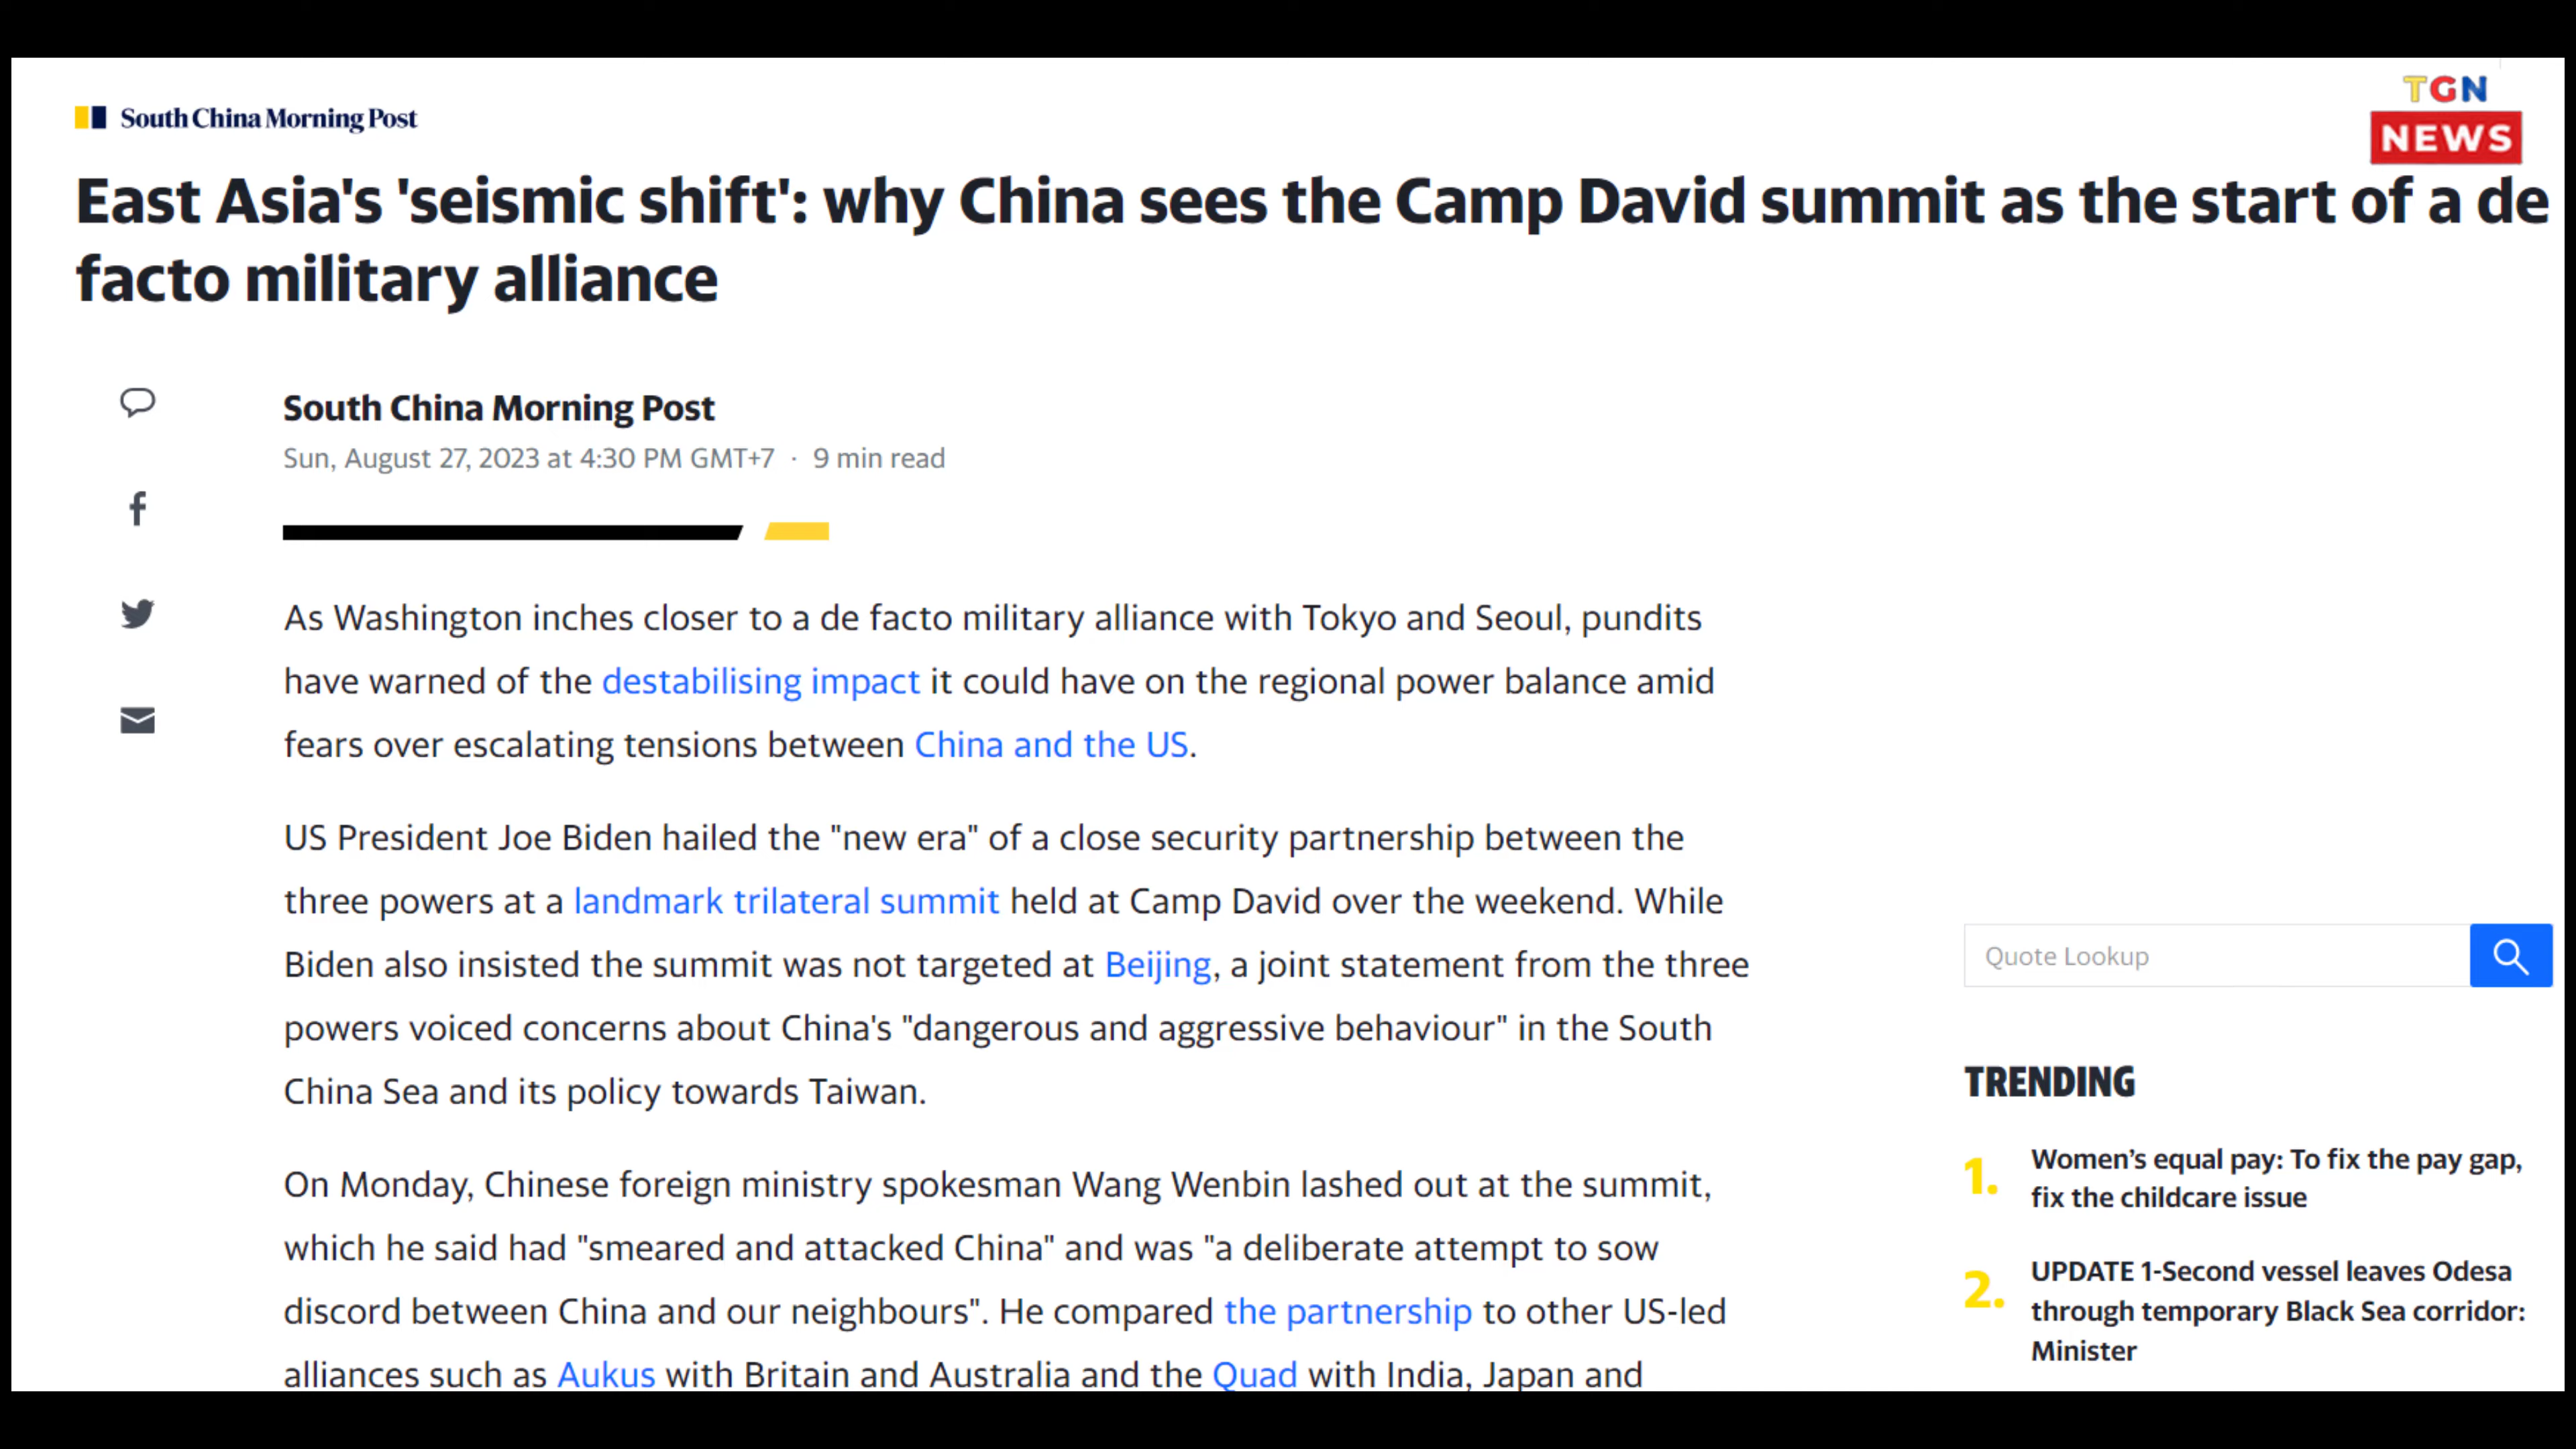 TGN
NEWS
South China Morning Post
East Asia's 'seismic shift': why China sees the Camp David summit as the start of a de
facto military alliance
South China Morning Post
Sun, August 27, 2023 at 4:30 PM GMT+7 · 9 min read
As Washington inches closer to a de facto military alliance with Tokyo and Seoul, pundits
have warned of the destabilising impact it could have on the regional power balance amid
fears over escalating tensions between China and the US.
US President Joe Biden hailed the "new era" of a close security partnership between the
three powers at a landmark trilateral summit held at Camp David over the weekend. While
Biden also insisted the summit was not targeted at Beijing, a joint statement from the three
powers voiced concerns about China's "dangerous and aggressive behaviour" in the South
China Sea and its policy towards Taiwan.
On Monday, Chinese foreign ministry spokesman Wang Wenbin lashed out at the summit,
which he said had "smeared and attacked China" and was "a deliberate attempt to sow
discord between China and our neighbours". He compared the partnership to other US-led
alliances such as Aukus with Britain and Australia and the Quad with India, Japan and
Quote Lookup
TRENDING
1. Women's equal pay: To fix the pay gap,
fix the childcare issue
2. UPDATE 1-Second vessel leaves Odesa
through temporary Black Sea corridor:
Minister